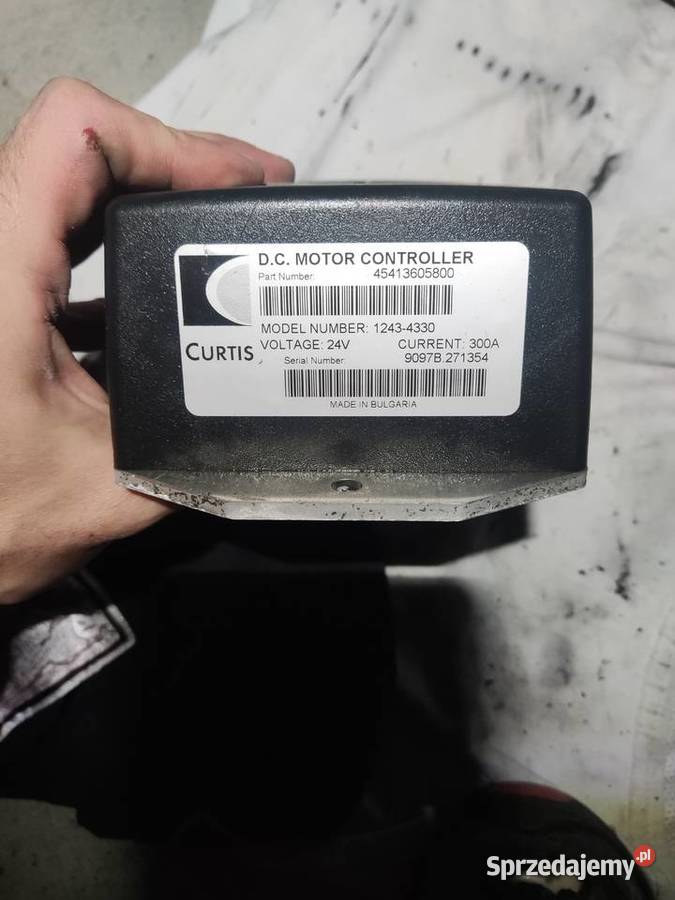 D.C. MOTOR CONTROLLER
Part Number: 45413605800
MODEL NUMBER: 1243-4330
VOLTAGE: 24V CURRENT: 300A
CURTIS
Serial Number: 9097B.271354
MADE IN BULGARIA
Sprzedajemy.pl